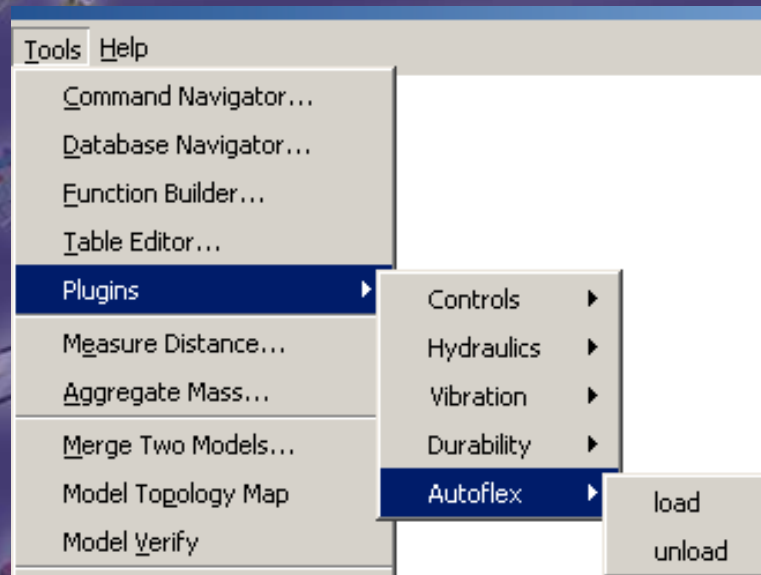 Tools Help
Command Navigator...
Database Navigator...
Function Builder...
Table Editor...
Plugins
Measure Distance...
Aggregate Mass...
Merge Two Models...
Model Topology Map
Model Verify
Controls
Hydraulics
Vibration
Durability
Autoflex
load
unload